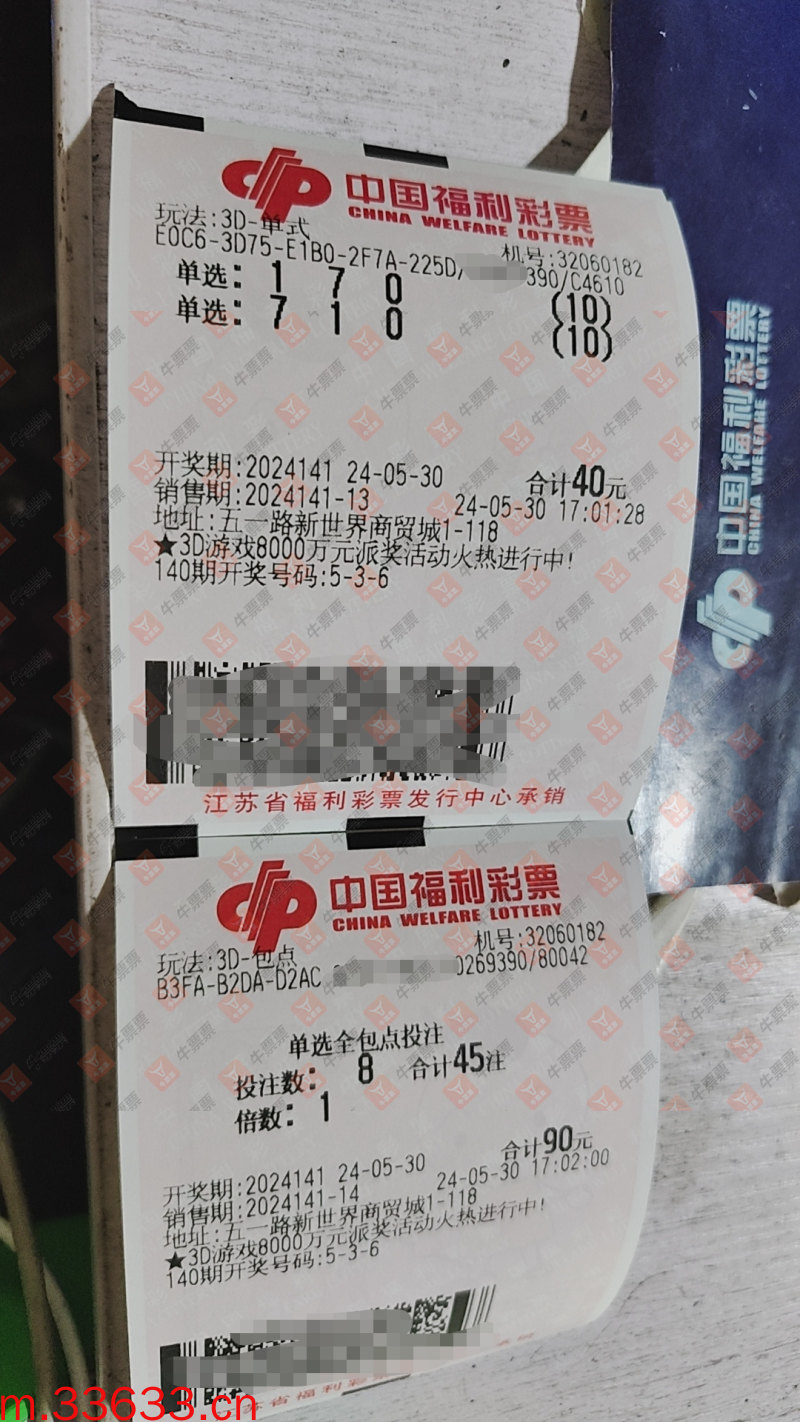 中国福利彩票
CHINA WELFARE LOTTERY
玩法:3D-单式
机号:32060182
E0C6-3D75-E1B0-2F7A-225D/ 390/C4610
单选: 1 7 0 (10)
单选: 7 1 0 (10)
开奖期:2024141 24-05-30 合计40元
销售期:2024141-13 24-05-30 17:01:28
地址:五一路新世界商贸城1-118
★3D游戏8000万元派奖活动火热进行中!
140期开奖号码:5-3-6
江苏省福利彩票发行中心承销
中国福利彩票
CHINA WELFARE LOTTERY
玩法:3D-包点
机号:32060182
B3FA-B2DA-D2AC 0269390/80042
单选全包点投注
投注数: 8 合计45注
倍数: 1
合计90元
开奖期:2024141 24-05-30
销售期:2024141-14 24-05-30 17:02:00
地址:五一路新世界商贸城1-118
★3D游戏8000万元派奖活动火热进行中!
140期开奖号码:5-3-6
苏省福利彩票
中国福利彩票
CHINA WELFARE LOTTERY
牛票票
m.33633.cn